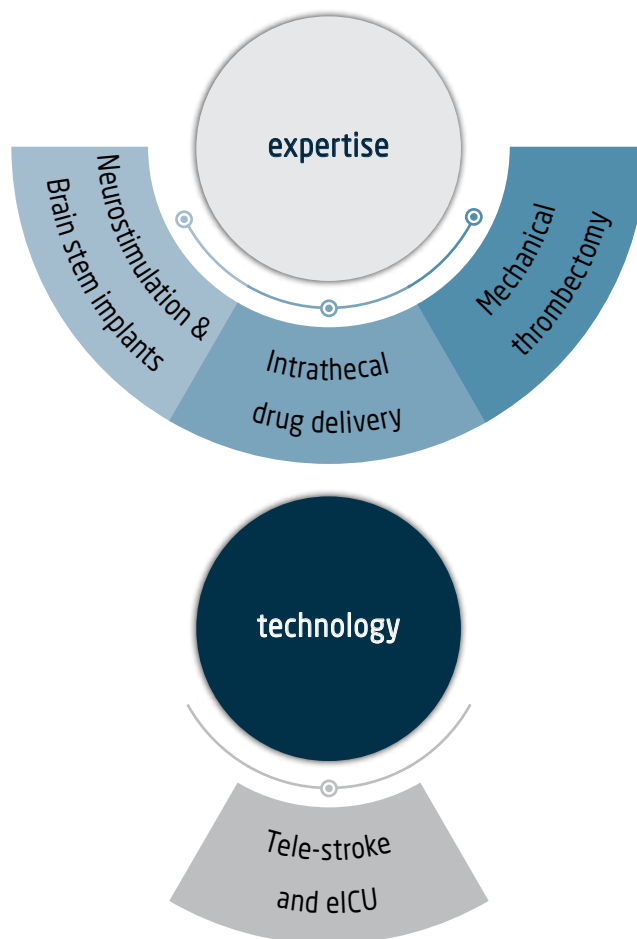 expertise
Neurostimulation &
Brain stem implants
Intrathecal
drug delivery
Mechanical
thrombectomy
technology
Tele-stroke
and eICU